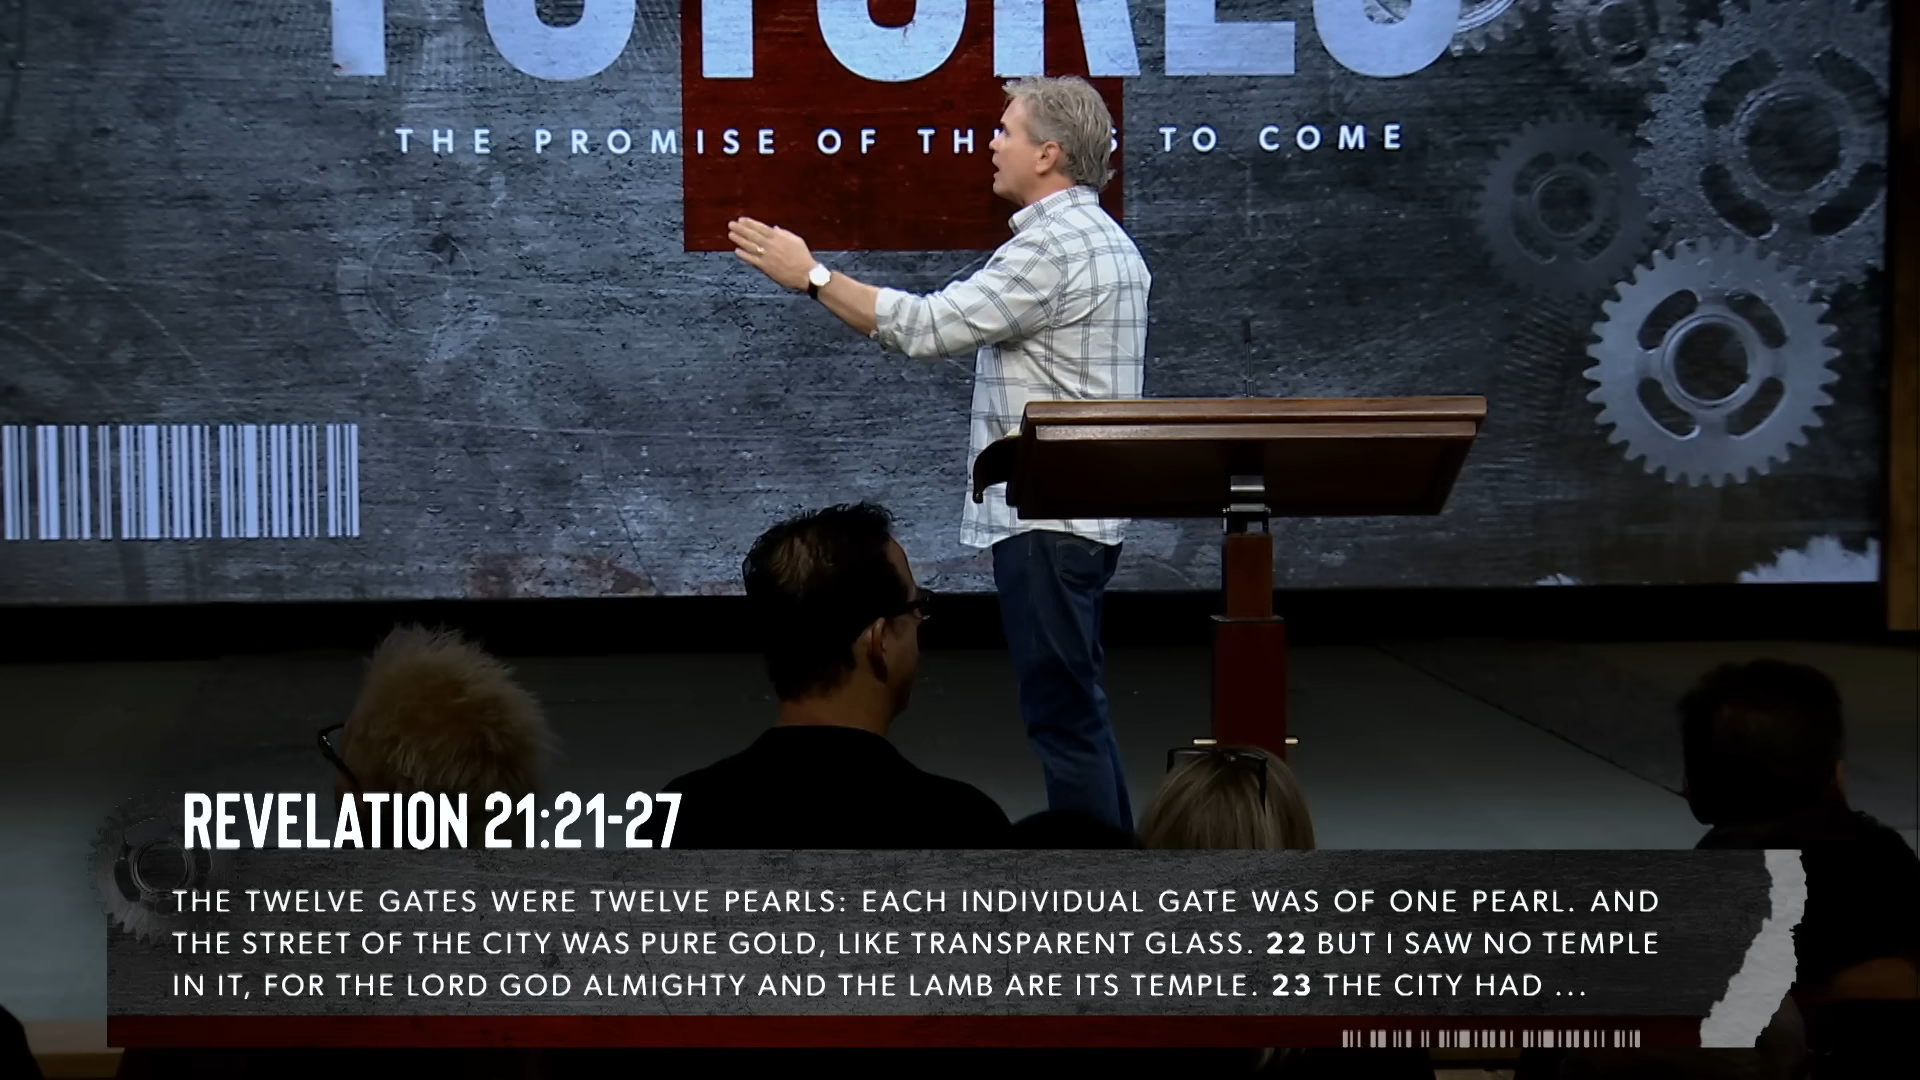 FUTURES
THE PROMISE OF TH S TO COME
REVELATION 21:21-27
THE TWELVE GATES WERE TWELVE PEARLS: EACH INDIVIDUAL GATE WAS OF ONE PEARL. AND
THE STREET OF THE CITY WAS PURE GOLD, LIKE TRANSPARENT GLASS. 22 BUT I SAW NO TEMPLE
IN IT, FOR THE LORD GOD ALMIGHTY AND THE LAMB ARE ITS TEMPLE. 23 THE CITY HAD ...